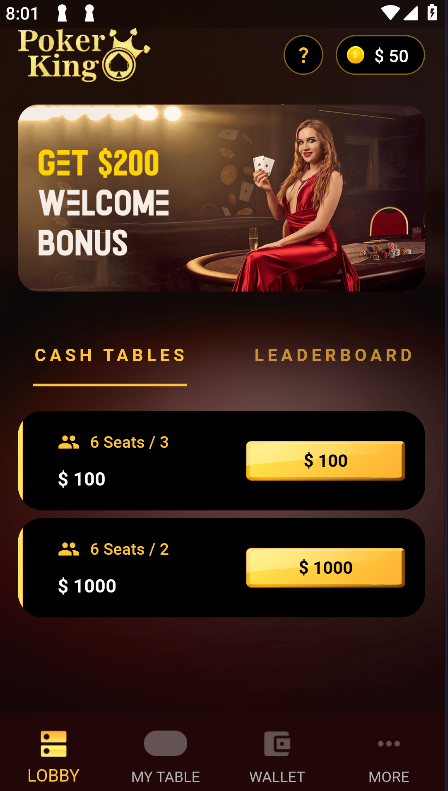 8:01
Poker
King
?
$ 50
GET $200
WELCOME
BONUS
CASH TABLES
LEADERBOARD
6 Seats / 3
$ 100
$ 100
6 Seats / 2
$ 1000
$ 1000
LOBBY
MY TABLE
WALLET
MORE